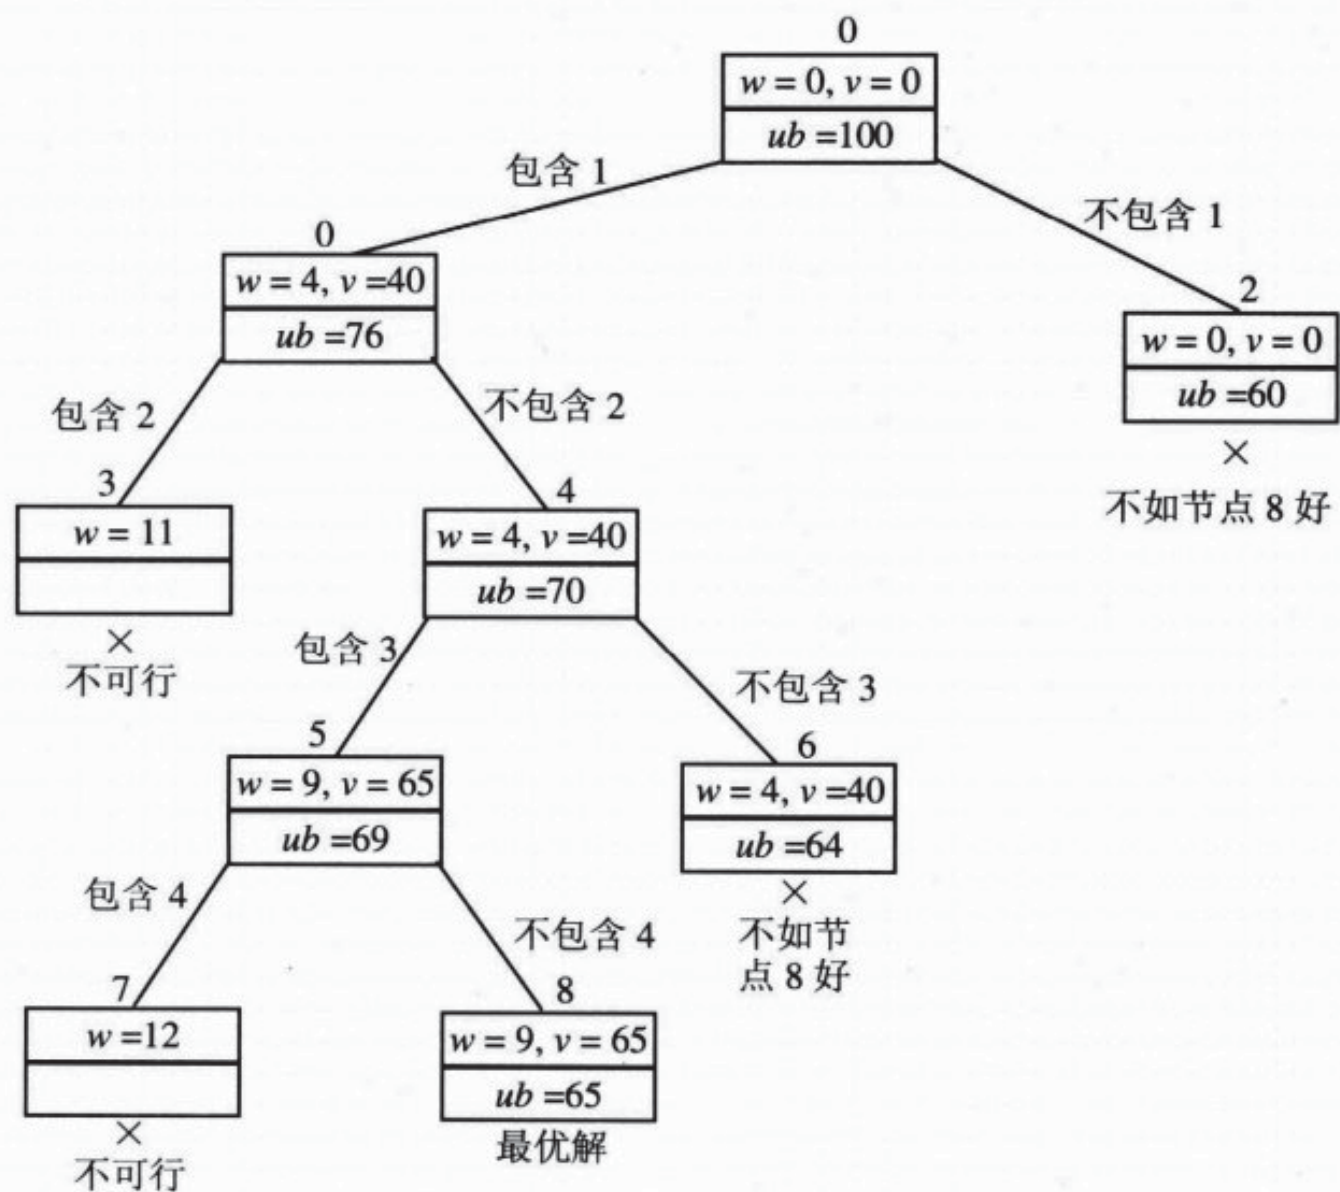 0
w = 0, v = 0
ub =100
包含 1
不包含 1
0
w = 4, v =40
ub =76
2
w = 0, v = 0
ub =60
×
不如节点 8 好
包含 2
不包含 2
3
w = 11
×
不可行
4
w = 4, v =40
ub =70
包含 3
不包含 3
5
w = 9, v = 65
ub =69
6
w = 4, v =40
ub =64
×
不如节
点 8 好
包含 4
不包含 4
7
w =12
×
不可行
8
w = 9, v = 65
ub =65
最优解